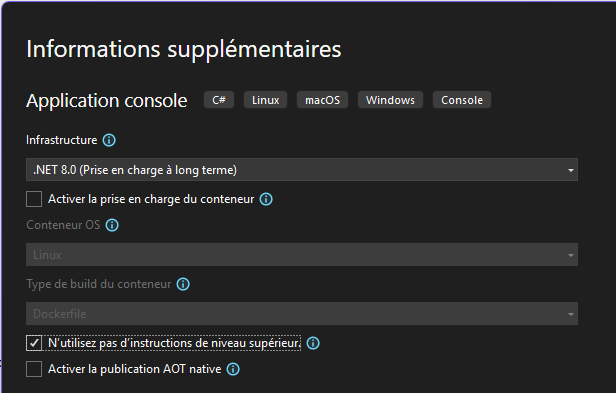 Informations supplémentaires
Application console C# Linux macOS Windows Console
Infrastructure
.NET 8.0 (Prise en charge à long terme)
Activer la prise en charge du conteneur
Conteneur OS
Linux
Type de build du conteneur
Dockerfile
N'utilisez pas d'instructions de niveau supérieur.
Activer la publication AOT native